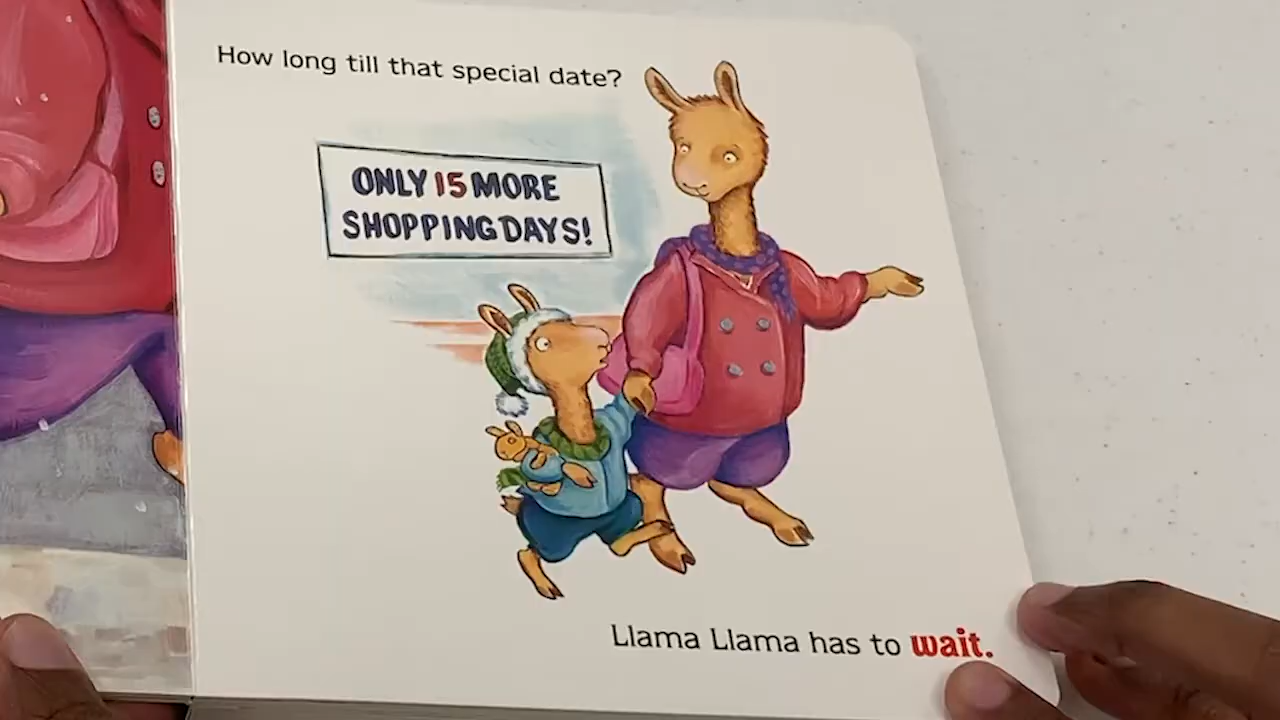 How long till that special date?
ONLY 15 MORE
SHOPPING DAYS!
Llama Llama has to wait.